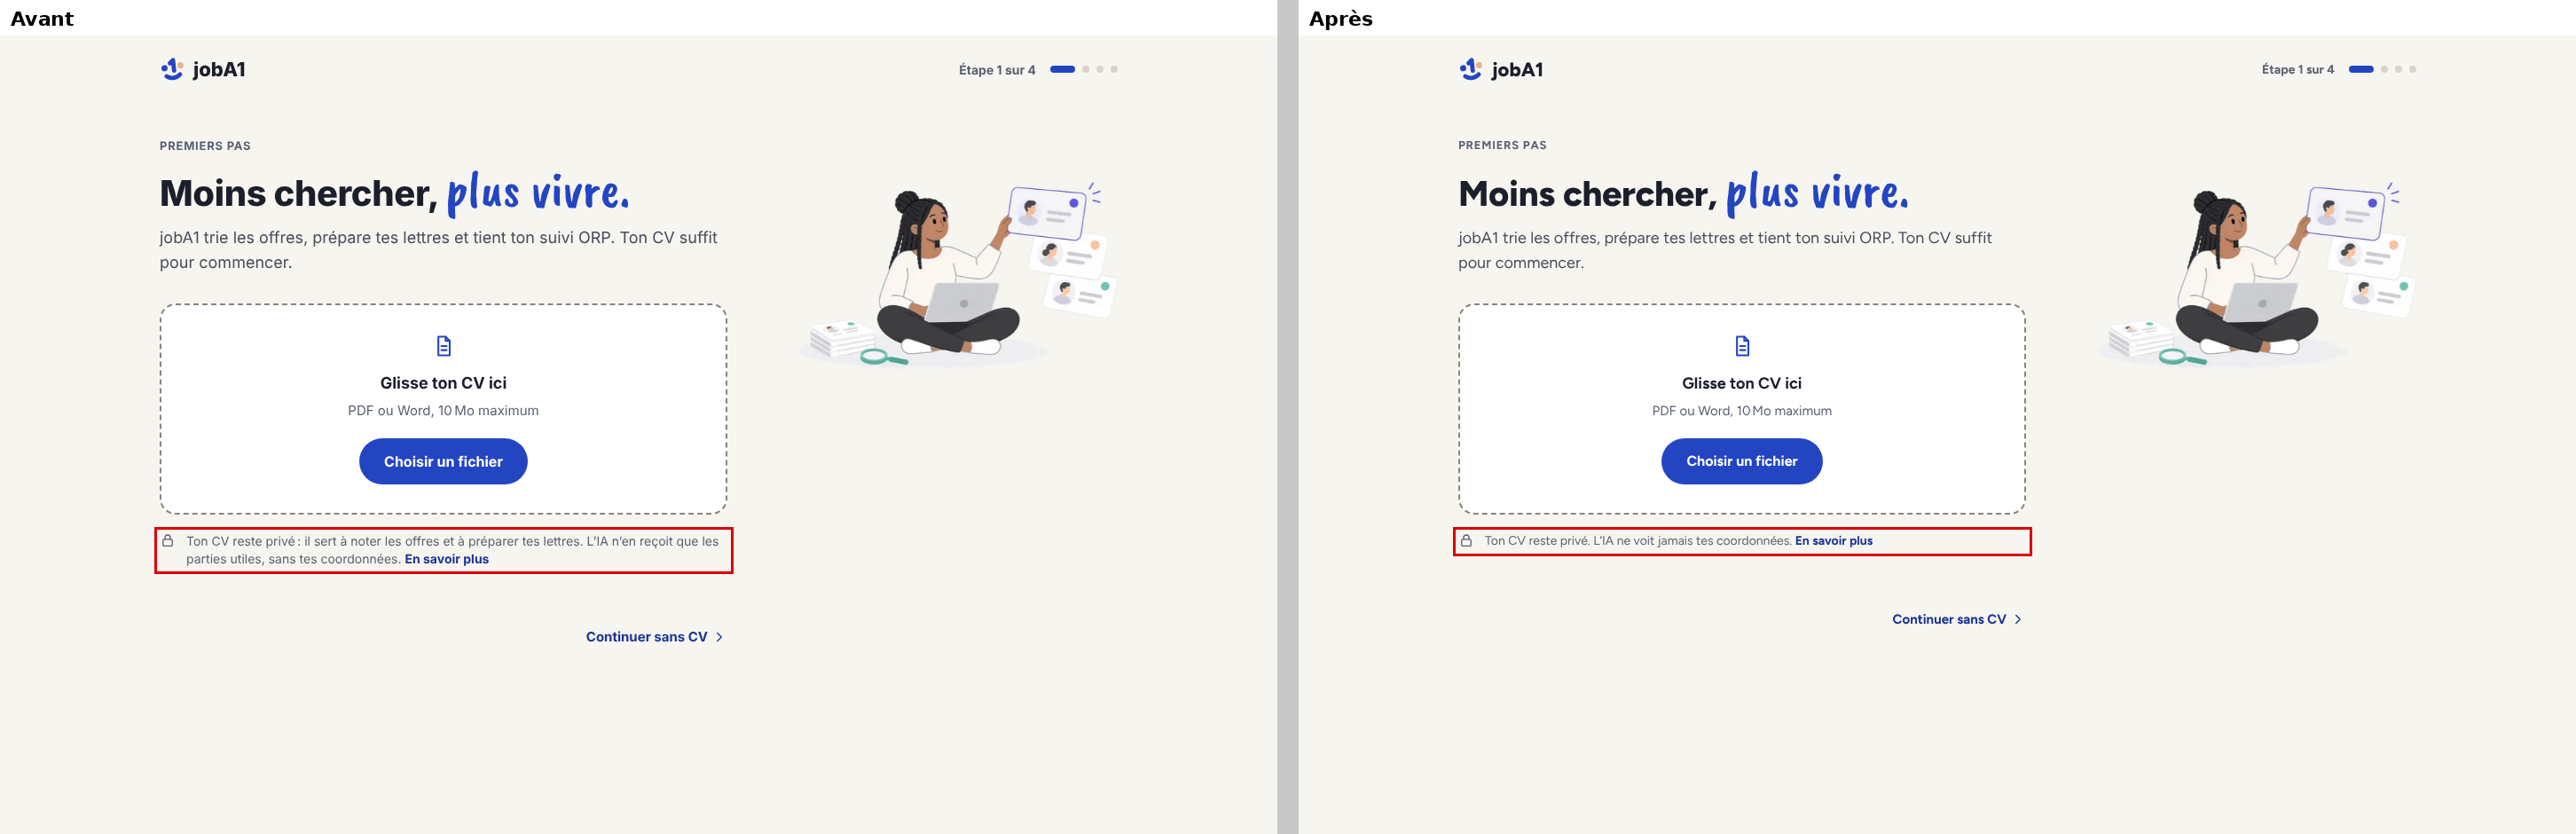 Avant
jobA1
Étape 1 sur 4
PREMIERS PAS
Moins chercher, plus vivre.
jobA1 trie les offres, prépare tes lettres et tient ton suivi ORP. Ton CV suffit
pour commencer.
Glisse ton CV ici
PDF ou Word, 10 Mo maximum
Choisir un fichier
Ton CV reste privé : il sert à noter les offres et à préparer tes lettres. L’IA n’en reçoit que les
parties utiles, sans tes coordonnées. En savoir plus
Continuer sans CV
Après
jobA1
Étape 1 sur 4
PREMIERS PAS
Moins chercher, plus vivre.
jobA1 trie les offres, prépare tes lettres et tient ton suivi ORP. Ton CV suffit
pour commencer.
Glisse ton CV ici
PDF ou Word, 10 Mo maximum
Choisir un fichier
Ton CV reste privé. L’IA ne voit jamais tes coordonnées. En savoir plus
Continuer sans CV